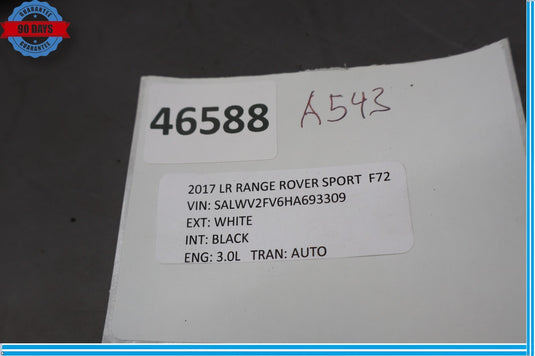 GUARANTEE
90 DAYS
GUARANTEE
46588
A543
2017 LR RANGE ROVER SPORT F72
VIN: SALWV2FV6HA693309
EXT: WHITE
INT: BLACK
ENG: 3.0L TRAN: AUTO